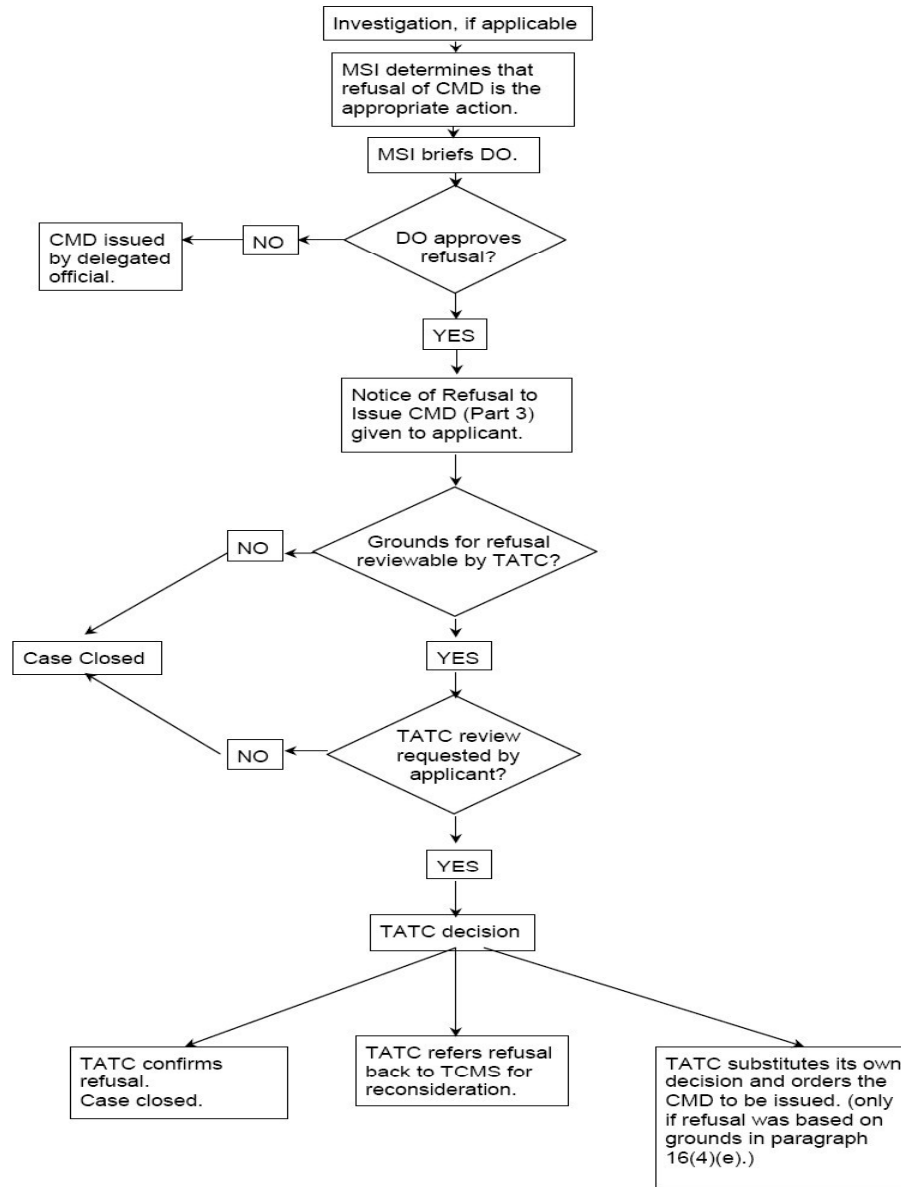 Investigation, if applicable
MSI determines that
refusal of CMD is the
appropriate action.
MSI briefs DO.
DO approves
refusal?
NO
CMD issued
by delegated
official.
YES
Notice of Refusal to
Issue CMD (Part 3)
given to applicant.
Grounds for refusal
reviewable by TATC?
NO
Case Closed
YES
TATC review
requested by
applicant?
NO
YES
TATC decision
TATC confirms
refusal.
Case closed.
TATC refers refusal
back to TCMS for
reconsideration.
TATC substitutes its own
decision and orders the
CMD to be issued. (only
if refusal was based on
grounds in paragraph
16(4)(e).)